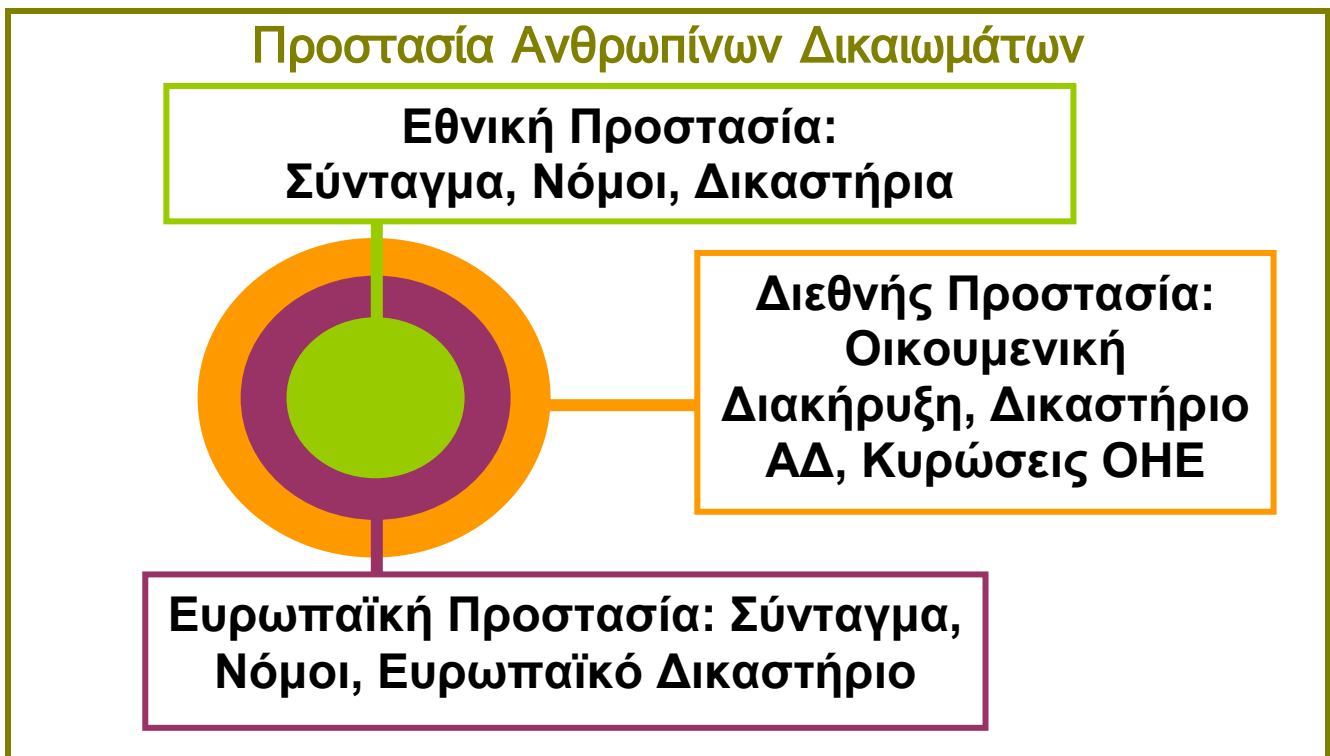 Προστασία Ανθρωπίνων Δικαιωμάτων
Εθνική Προστασία:
Σύνταγμα, Νόμοι, Δικαστήρια
Διεθνής Προστασία:
Οικουμενική
Διακήρυξη, Δικαστήριο
ΑΔ, Κυρώσεις ΟΗΕ
Ευρωπαϊκή Προστασία: Σύνταγμα,
Νόμοι, Ευρωπαϊκό Δικαστήριο